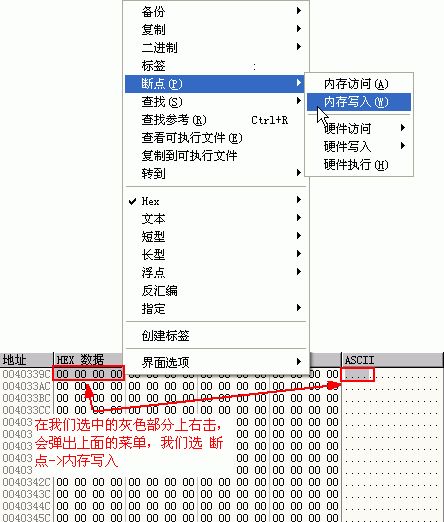 备份
复制
二进制
标签 :
断点(P)
查找(S)
查找参考(R) Ctrl+R
查看可执行文件(E)
复制到可执行文件
转到
Hex
文本
短型
长型
浮点
反汇编
指定
创建标签
界面选项
内存访问(A)
内存写入(W)
硬件访问
硬件写入
硬件执行(H)
地址 HEX 数据 ASCII
0040339C 00 00 00 00 00 00 00 00 00 00 00 00 00 00 00 00 ................
004033AC 00 00 00 00 00 00 00 00 00 00 00 00 00 00 ................
004033BC 00 00 00 00 00 00 00 00 00 00 00 00 00 00 00 00 ................
004033CC 00 00 00 00 00 00 00 00 00 00 00 00 00 00 ................
在我们选中的灰色部分上右击,
会弹出上面的菜单，我们选 断
点->内存写入
0040342C 00 00 00 00 00 00 00 00 00 00 00 00 00 00 00 00 ................
0040343C 00 00 00 00 00 00 00 00 00 00 00 00 00 00 00 00 ................
0040344C 00 00 00 00 00 00 00 00 00 00 00 00 00 00 00 00 ................
0040345C 00 00 00 00 00 00 00 00 00 00 00 00 00 00 00 00 ................